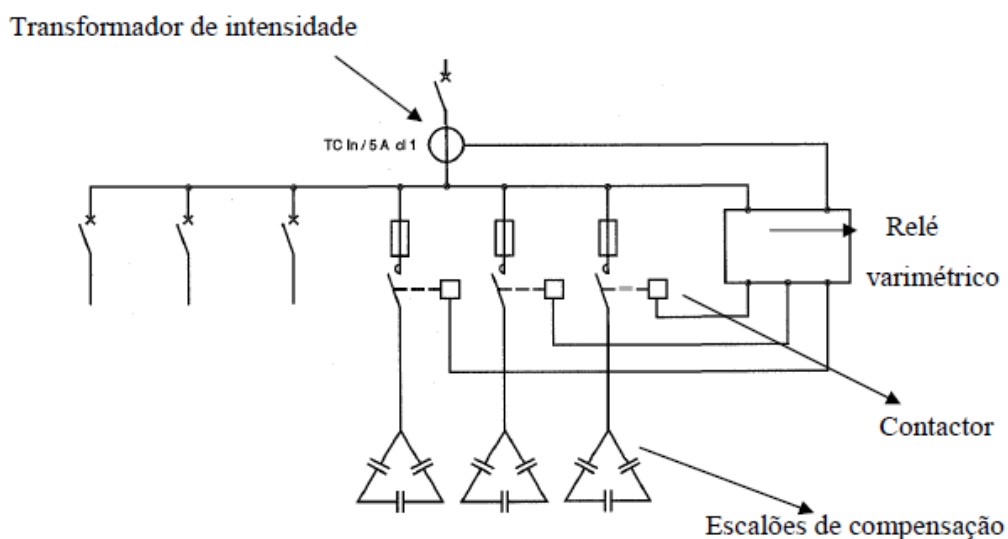 Transformador de intensidade
TC In / 5 A cl 1
Relé
varimétrico
Contactor
Escalões de compensação